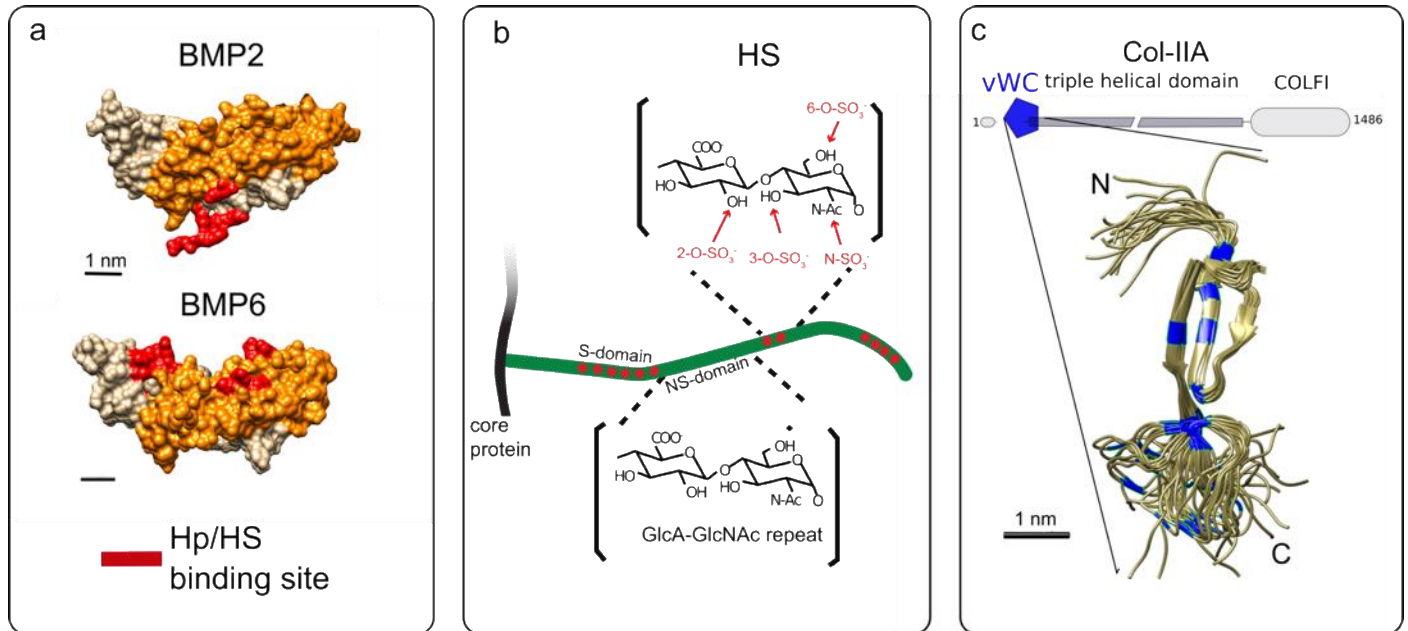 a
BMP2
1 nm
BMP6
Hp/HS
binding site
b
HS
6-O-SO₃⁻
COO⁻
OH
O
O
HO
OH
HO
N-Ac
O
O
2-O-SO₃⁻
3-O-SO₃⁻
N-SO₃⁻
S-domain
NS-domain
core
protein
COO⁻
OH
O
O
HO
OH
HO
N-Ac
O
O
GlcA-GlcNAc repeat
c
Col-IIA
vWC triple helical domain COLFI
1
1486
N
1 nm
C